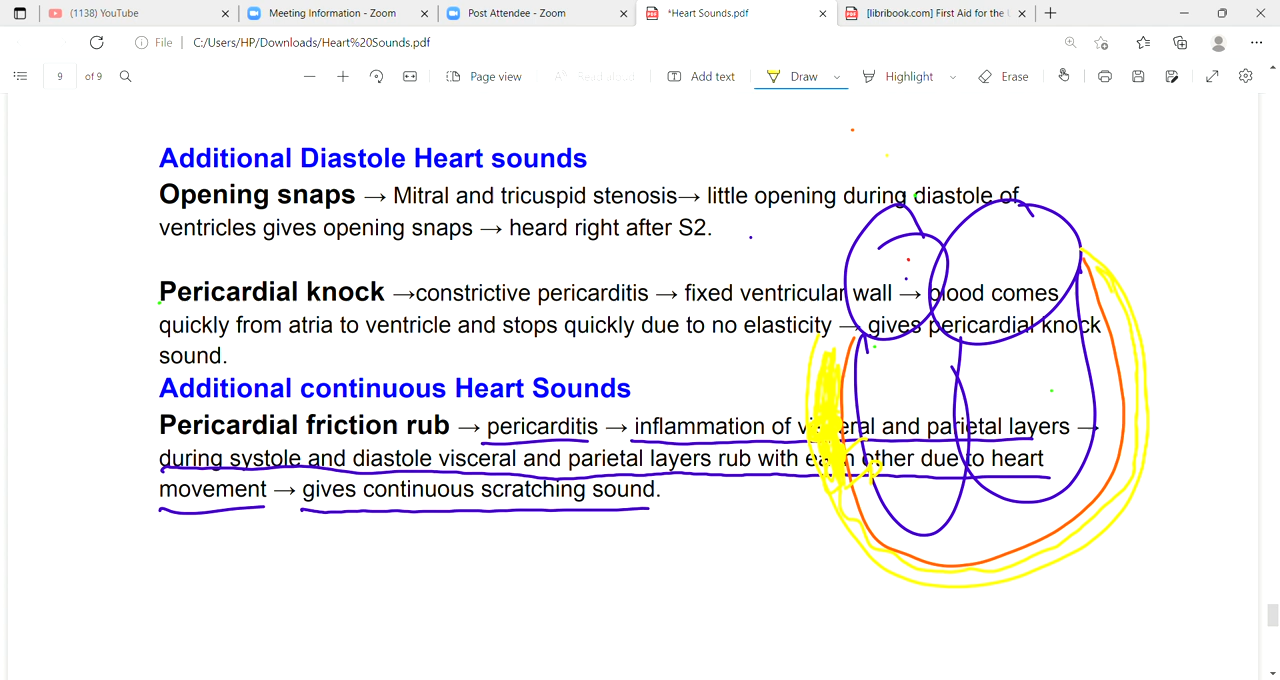 (1138) YouTube
Meeting Information - Zoom
Post Attendee - Zoom
*Heart Sounds.pdf
[libribook.com] First Aid for the
File
C:/Users/HP/Downloads/Heart%20Sounds.pdf
9 of 9
Page view
Read aloud
Add text
Draw
Highlight
Erase
Additional Diastole Heart sounds
Opening snaps → Mitral and tricuspid stenosis→ little opening during diastole of
ventricles gives opening snaps → heard right after S2.
Pericardial knock →constrictive pericarditis → fixed ventricular wall → blood comes
quickly from atria to ventricle and stops quickly due to no elasticity → gives pericardial knock
sound.
Additional continuous Heart Sounds
Pericardial friction rub → pericarditis → inflammation of visceral and parietal layers →
during systole and diastole visceral and parietal layers rub with each other due to heart
movement → gives continuous scratching sound.